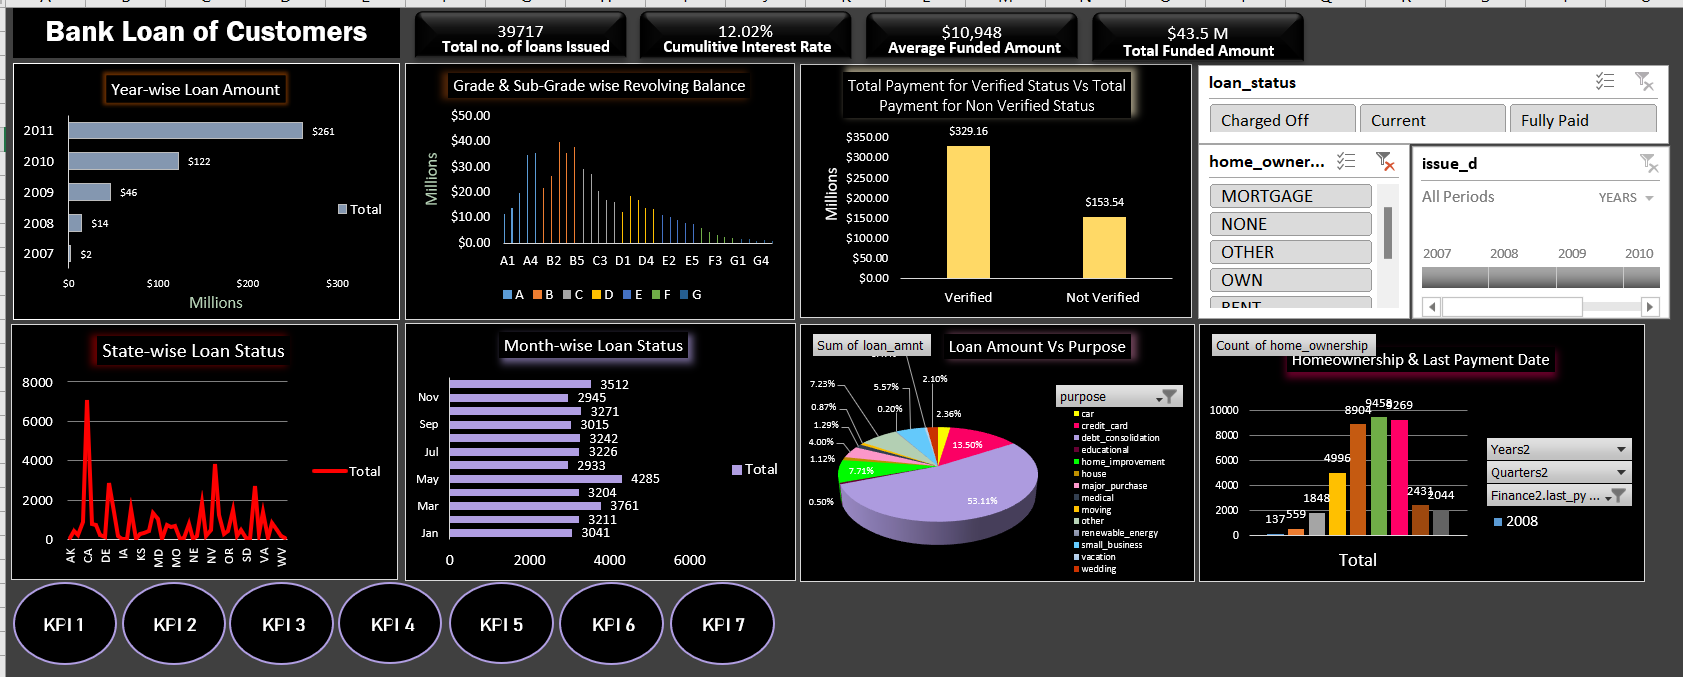 Bank Loan of Customers
39717
Total no. of loans Issued
12.02%
Cumulitive Interest Rate
$10,948
Average Funded Amount
$43.5 M
Total Funded Amount
Year-wise Loan Amount
2011
$261
2010
$122
2009
$46
2008
$14
2007
$2
Total
$0
$100
$200
$300
Millions
Grade & Sub-Grade wise Revolving Balance
$50.00
$40.00
$30.00
$20.00
$10.00
$0.00
Millions
A1 A4 B2 B5 C3 D1 D4 E2 E5 F3 G1 G4
A B C D E F G
Total Payment for Verified Status Vs Total
Payment for Non Verified Status
$350.00
$300.00
$250.00
$200.00
$150.00
$100.00
$50.00
$0.00
Millions
$329.16
$153.54
Verified
Not Verified
loan_status
Charged Off
Current
Fully Paid
home_owner...
MORTGAGE
NONE
OTHER
OWN
RENT
issue_d
All Periods
YEARS
2007
2008
2009
2010
State-wise Loan Status
8000
6000
4000
2000
0
AK CA DE IA KS MD MO NE NV OR SD VA WV
Total
Month-wise Loan Status
3512
Nov
2945
3271
Sep
3015
3242
Jul
3226
2933
May
4285
3204
Mar
3761
3211
Jan
3041
0
2000
4000
6000
Total
Sum of loan_amnt
Loan Amount Vs Purpose
7.23%
5.57%
2.10%
0.87%
0.20%
2.36%
1.29%
4.00%
13.50%
1.12%
7.71%
0.50%
53.11%
purpose
car
credit_card
debt_consolidation
educational
home_improvement
house
major_purchase
medical
moving
other
renewable_energy
small_business
vacation
wedding
Count of home_ownership
Homeownership & Last Payment Date
10000
8000
6000
4000
2000
0
137
559
1848
4996
8904
9458
9269
2431
2044
Total
Years2
Quarters2
Finance2.last_py ...
2008
KPI 1
KPI 2
KPI 3
KPI 4
KPI 5
KPI 6
KPI 7